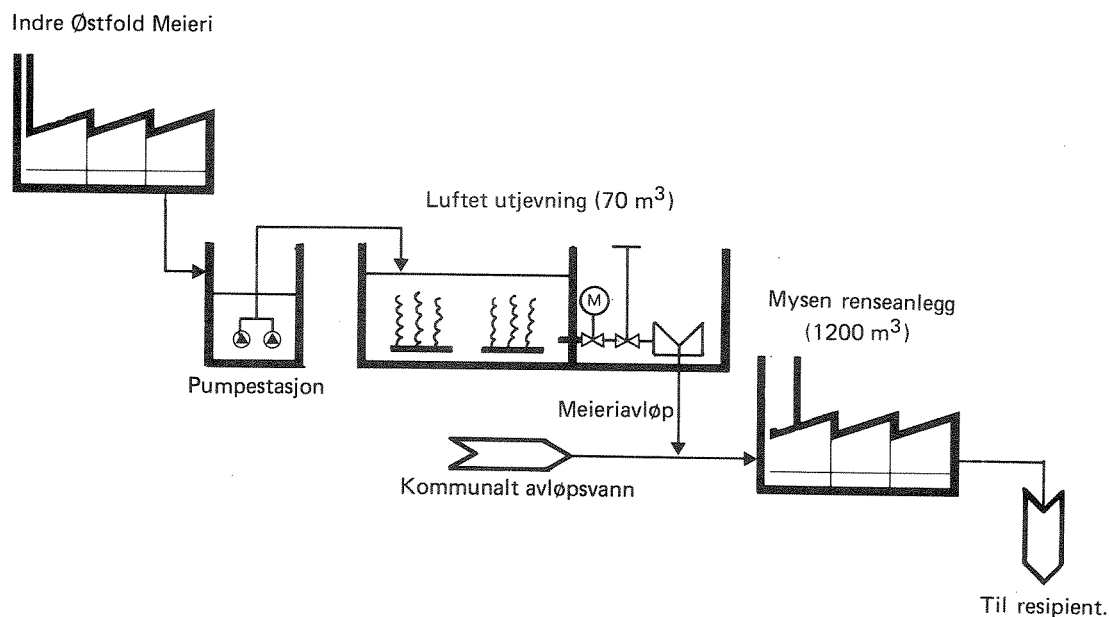 Indre Østfold Meieri
Luftet utjevning (70 m³)
M
Mysen renseanlegg
(1200 m³)
Pumpestasjon
Meieriavløp
Kommunalt avløpsvann
Til resipient.